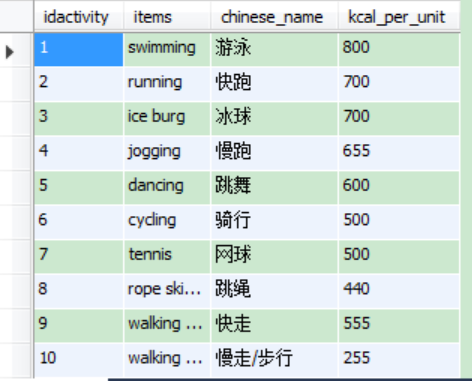 idactivity items chinese_name kcal_per_unit
1 swimming 游泳 800
2 running 快跑 700
3 ice burg 冰球 700
4 jogging 慢跑 655
5 dancing 跳舞 600
6 cycling 骑行 500
7 tennis 网球 500
8 rope ski... 跳绳 440
9 walking ... 快走 555
10 walking ... 慢走/步行 255